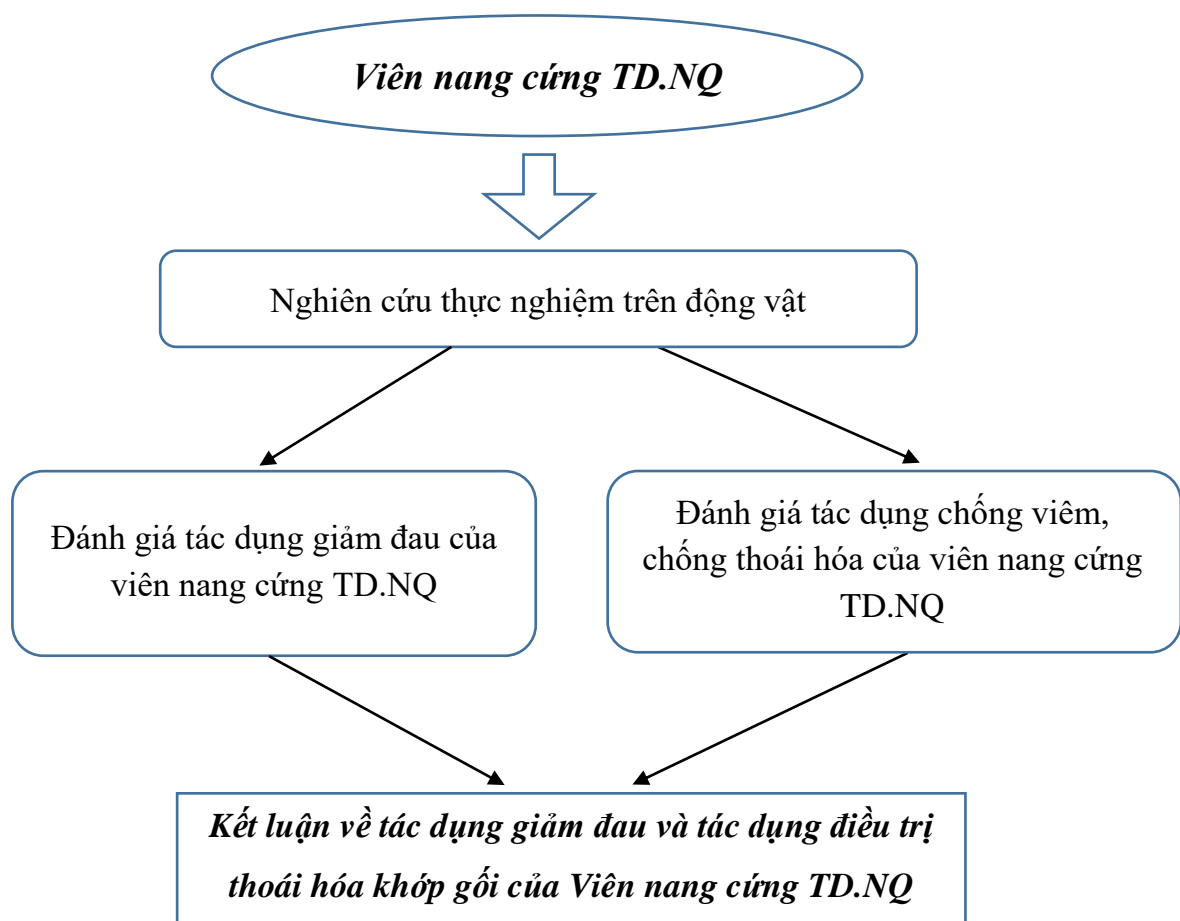 Viên nang cứng TD.NQ
Nghiên cứu thực nghiệm trên động vật
Đánh giá tác dụng giảm đau của
viên nang cứng TD.NQ
Đánh giá tác dụng chống viêm,
chống thoái hóa của viên nang cứng
TD.NQ
Kết luận về tác dụng giảm đau và tác dụng điều trị
thoái hóa khớp gối của Viên nang cứng TD.NQ